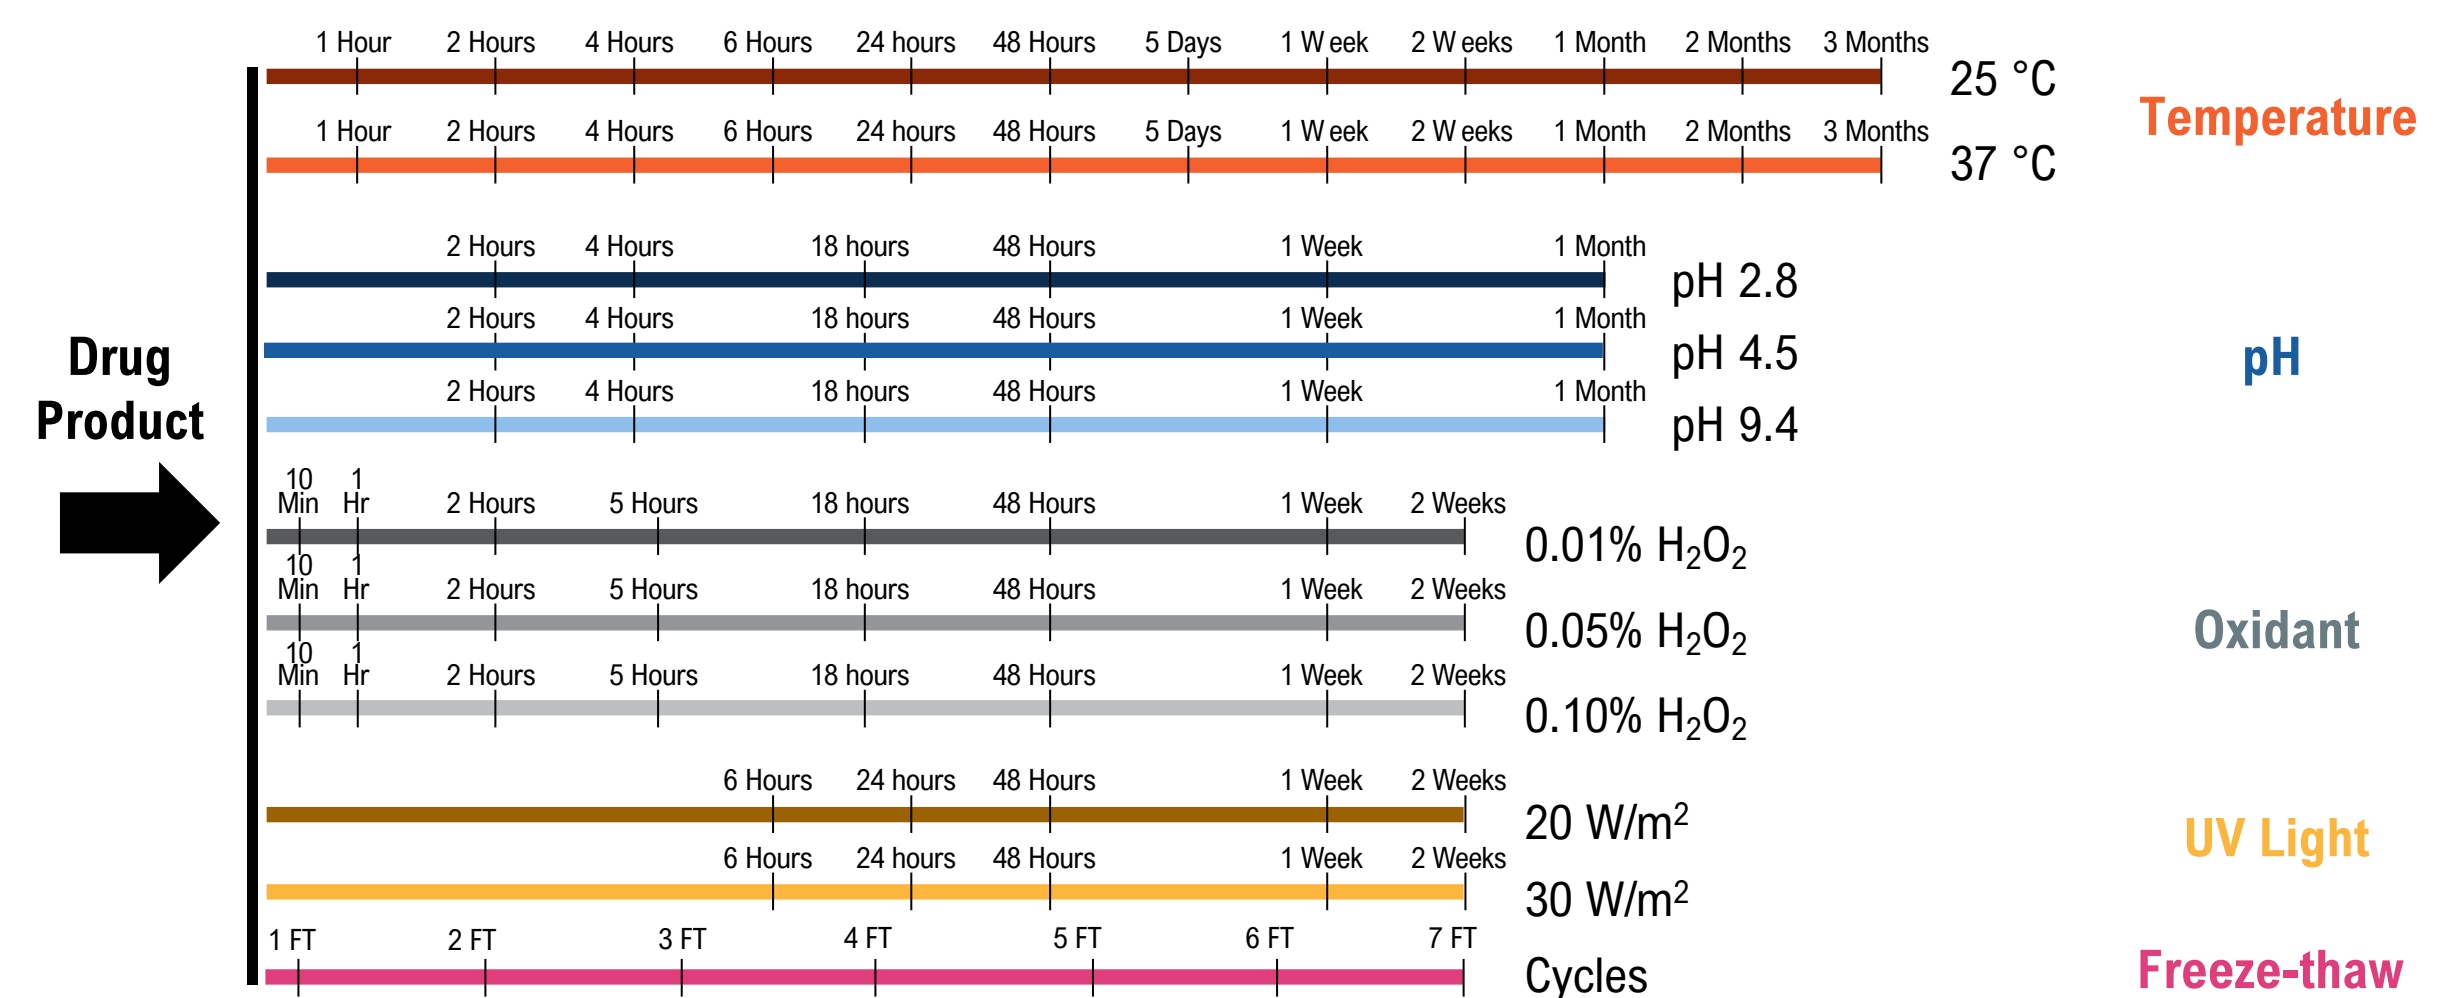 1 Hour 2 Hours 4 Hours 6 Hours 24 hours 48 Hours 5 Days 1 W eek 2 W eeks 1 Month 2 Months 3 Months
25 °C
1 Hour 2 Hours 4 Hours 6 Hours 24 hours 48 Hours 5 Days 1 W eek 2 W eeks 1 Month 2 Months 3 Months
37 °C
Temperature
2 Hours 4 Hours 18 hours 48 Hours 1 Week 1 Month
pH 2.8
2 Hours 4 Hours 18 hours 48 Hours 1 Week 1 Month
pH 4.5
2 Hours 4 Hours 18 hours 48 Hours 1 Week 1 Month
pH 9.4
pH
Drug
Product
10 1
Min Hr 2 Hours 5 Hours 18 hours 48 Hours 1 Week 2 Weeks
0.01% H₂O₂
10 1
Min Hr 2 Hours 5 Hours 18 hours 48 Hours 1 Week 2 Weeks
0.05% H₂O₂
10 1
Min Hr 2 Hours 5 Hours 18 hours 48 Hours 1 Week 2 Weeks
0.10% H₂O₂
Oxidant
6 Hours 24 hours 48 Hours 1 Week 2 Weeks
20 W/m²
6 Hours 24 hours 48 Hours 1 Week 2 Weeks
30 W/m²
UV Light
1 FT 2 FT 3 FT 4 FT 5 FT 6 FT 7 FT
Cycles
Freeze-thaw